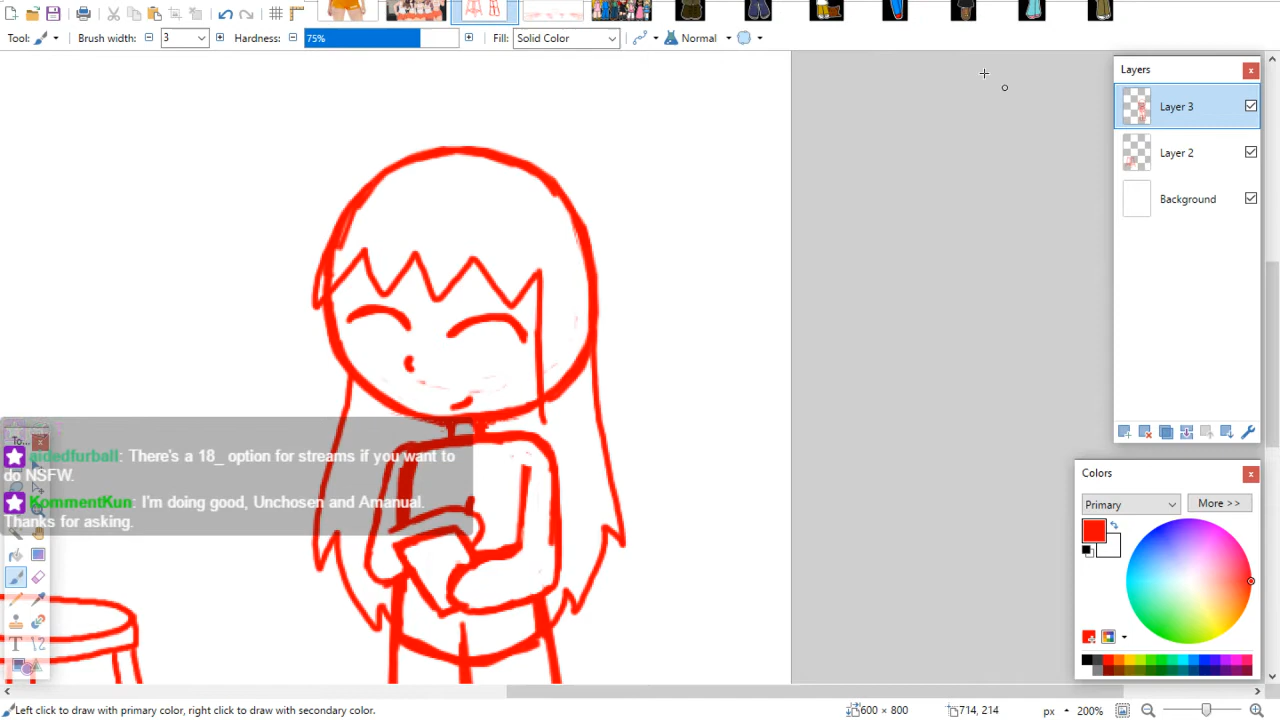 Tool:
Brush width:
3
Hardness:
75%
Fill:
Solid Color
Normal
Layers
Layer 3
Layer 2
Background
To...
aidedfurball: There's a 18_ option for streams if you want to
do NSFW.
KommentKun: I'm doing good, Unchosen and Amanual.
Thanks for asking.
Colors
Primary
More >>
Left click to draw with primary color, right click to draw with secondary color.
600 × 800
714, 214
px
200%